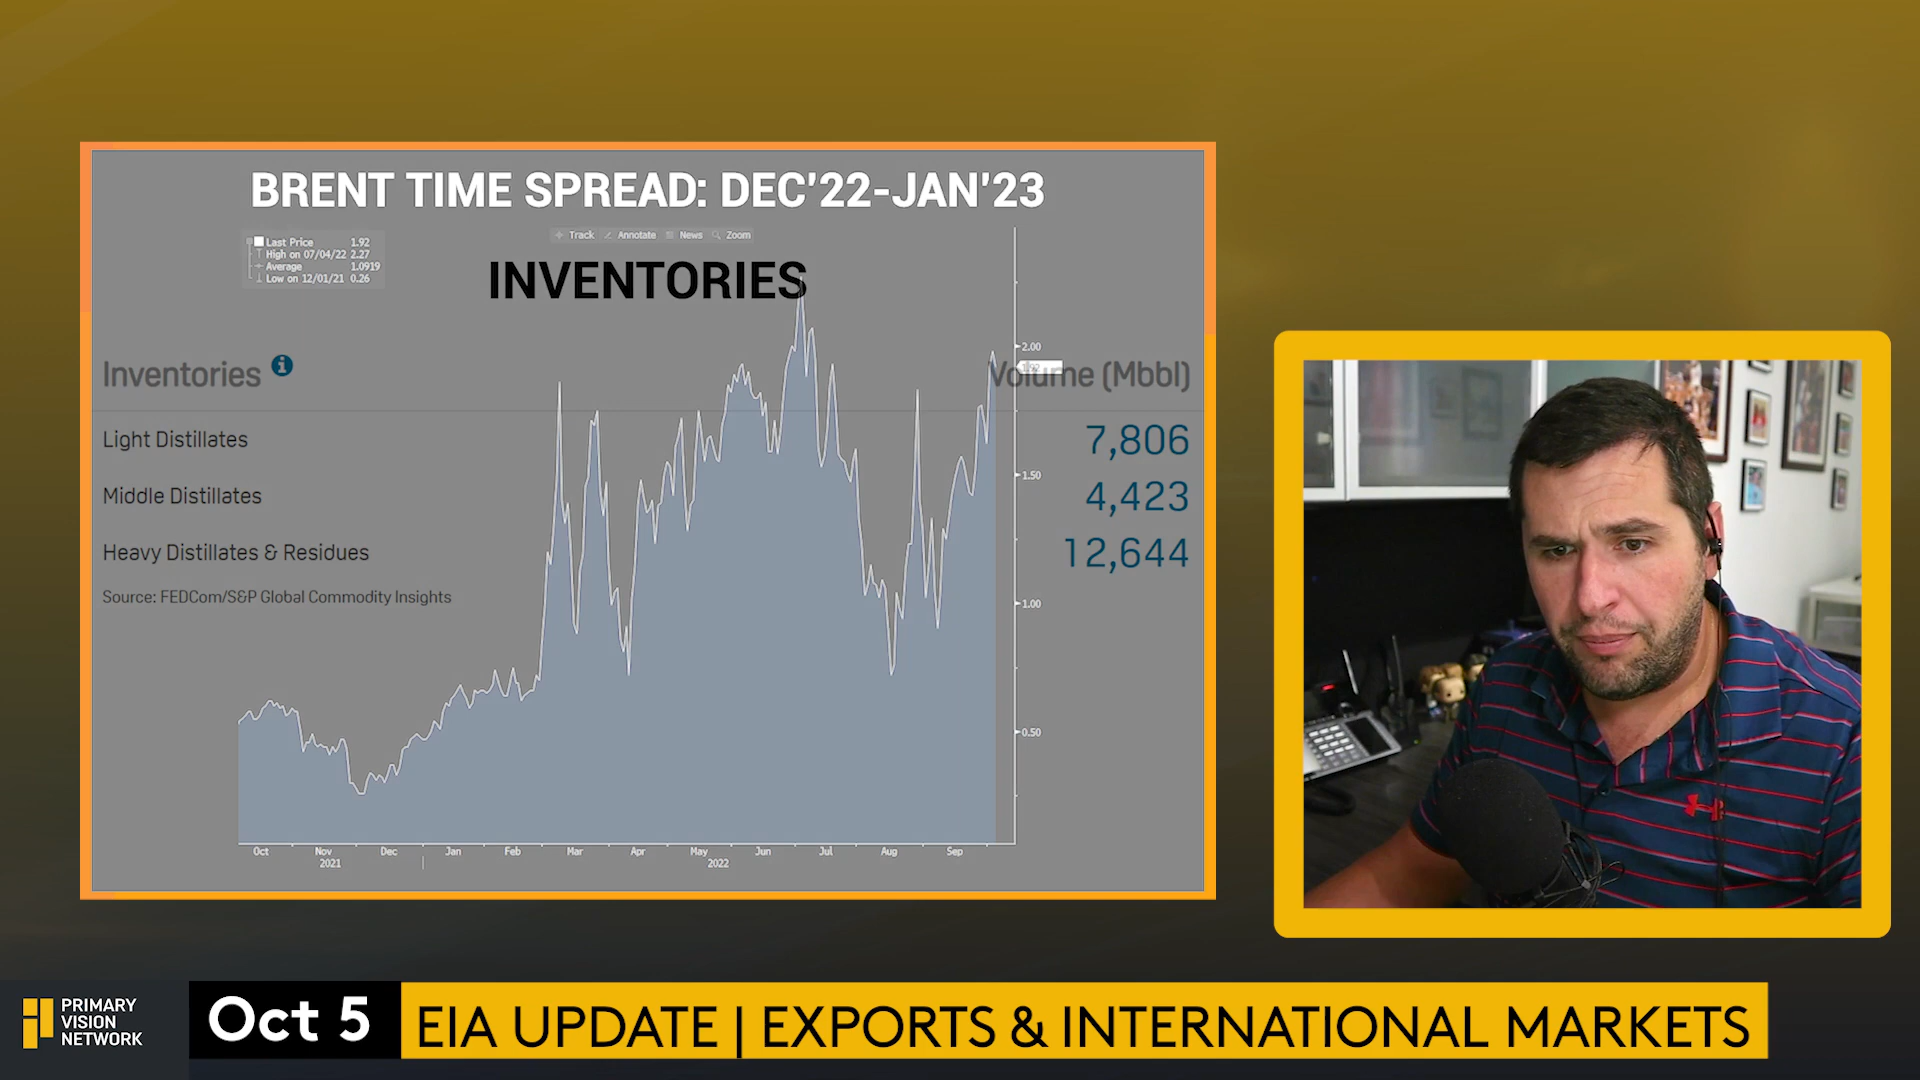 BRENT TIME SPREAD: DEC'22-JAN'23
Track Annotate News Zoom
Last Price 1.92
High on 07/04/22 2.27
Average 1.0919
Low on 12/01/21 0.26
INVENTORIES
2.00
Inventories
Volume (Mbbl)
Light Distillates 7,806
1.50
Middle Distillates 4,423
Heavy Distillates & Residues 12,644
Source: FEDCom/S&P Global Commodity Insights
1.00
0.50
Oct Nov Dec Jan Feb Mar Apr May Jun Jul Aug Sep
2021 2022
PRIMARY
VISION
NETWORK
Oct 5
EIA UPDATE | EXPORTS & INTERNATIONAL MARKETS